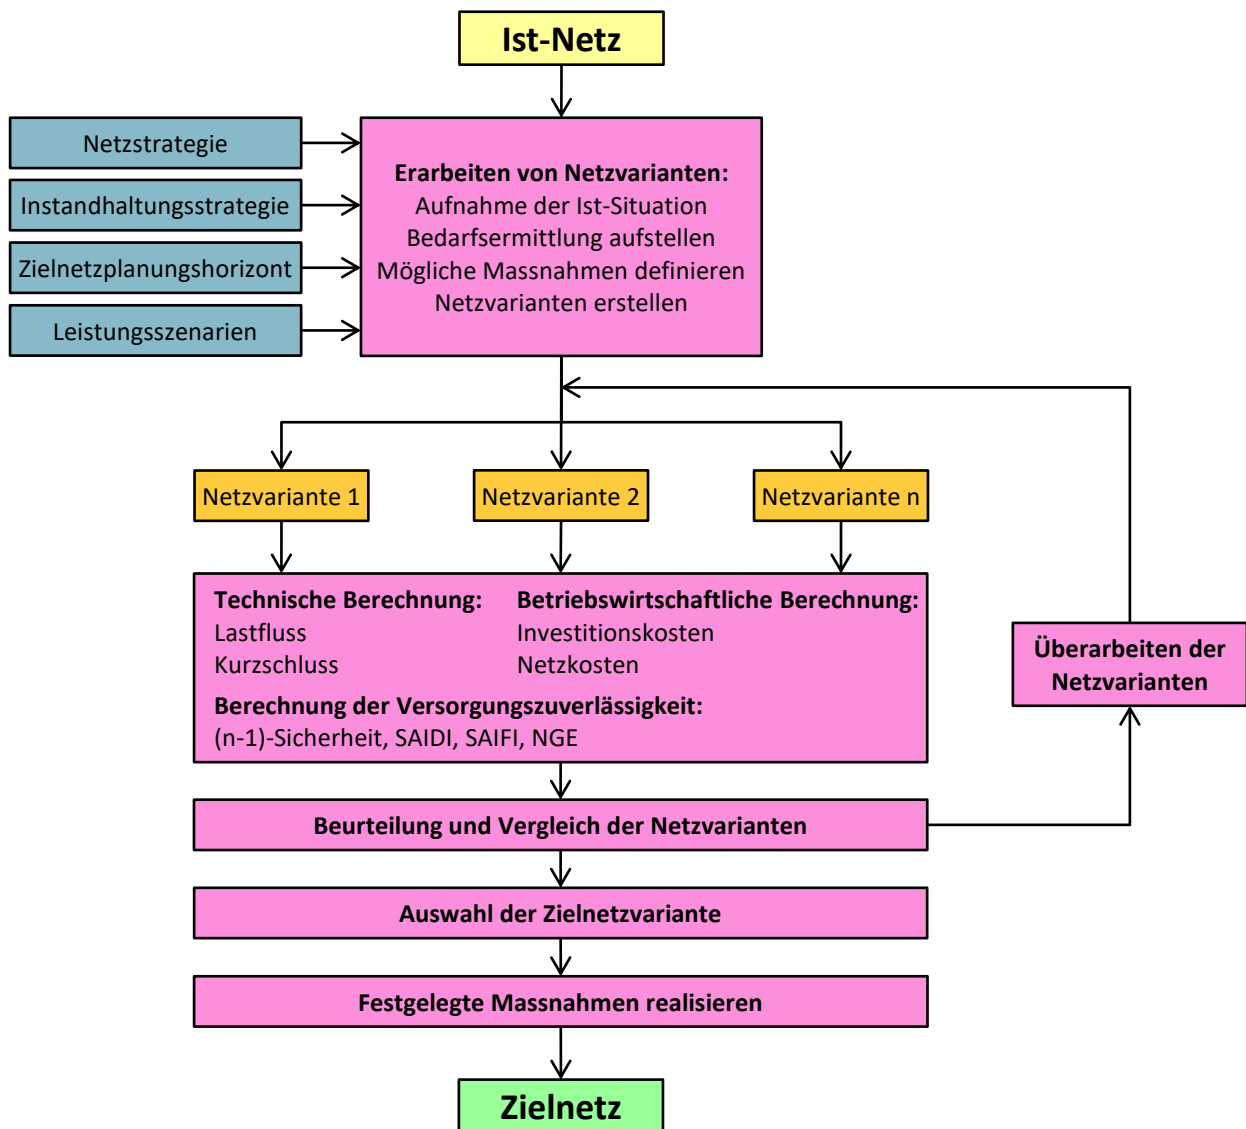 Ist-Netz
Netzstrategie
Instandhaltungsstrategie
Zielnetzplanungshorizont
Leistungsszenarien
Erarbeiten von Netzvarianten:
Aufnahme der Ist-Situation
Bedarfsermittlung aufstellen
Mögliche Massnahmen definieren
Netzvarianten erstellen
Netzvariante 1
Netzvariante 2
Netzvariante n
Technische Berechnung:
Lastfluss
Kurzschluss
Betriebswirtschaftliche Berechnung:
Investitionskosten
Netzkosten
Berechnung der Versorgungszuverlässigkeit:
(n-1)-Sicherheit, SAIDI, SAIFI, NGE
Überarbeiten der
Netzvarianten
Beurteilung und Vergleich der Netzvarianten
Auswahl der Zielnetzvariante
Festgelegte Massnahmen realisieren
Zielnetz